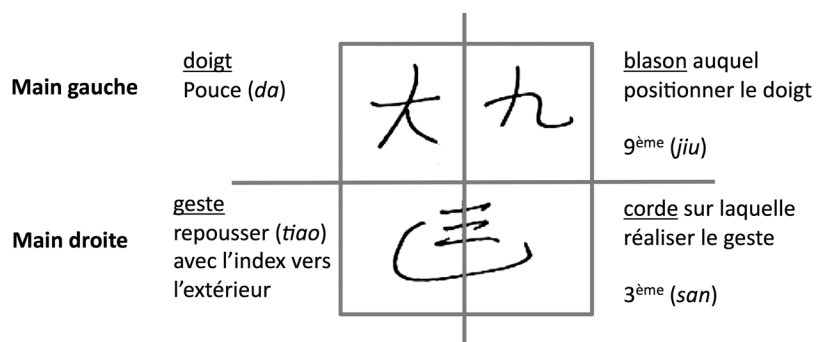 Main gauche
doigt
Pouce (da)
大九
blason auquel
positionner le doigt
9ème (jiu)
Main droite
geste
repousser (tiao)
avec l'index vers
l'extérieur
三
corde sur laquelle
réaliser le geste
3ème (san)